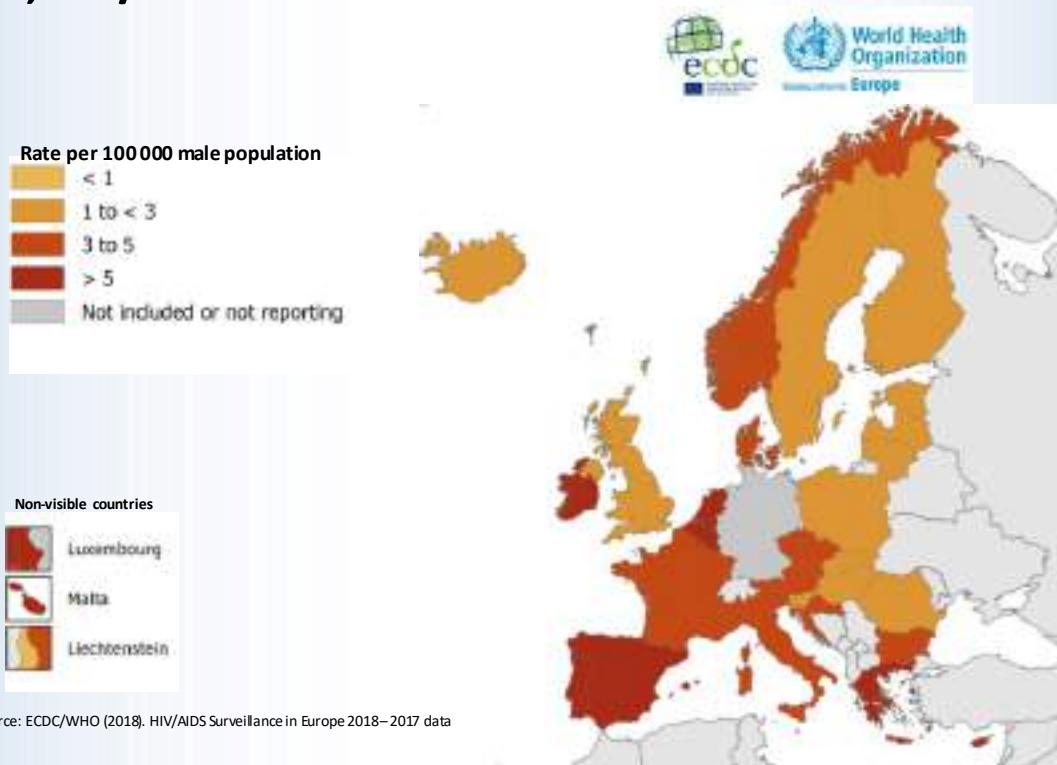 ecdc
World Health
Organization
Europe
Rate per 100 000 male population
< 1
1 to < 3
3 to 5
> 5
Not included or not reporting
Non-visible countries
Luxembourg
Malta
Liechtenstein
rce: ECDC/WHO (2018). HIV/AIDS Surveillance in Europe 2018–2017 data